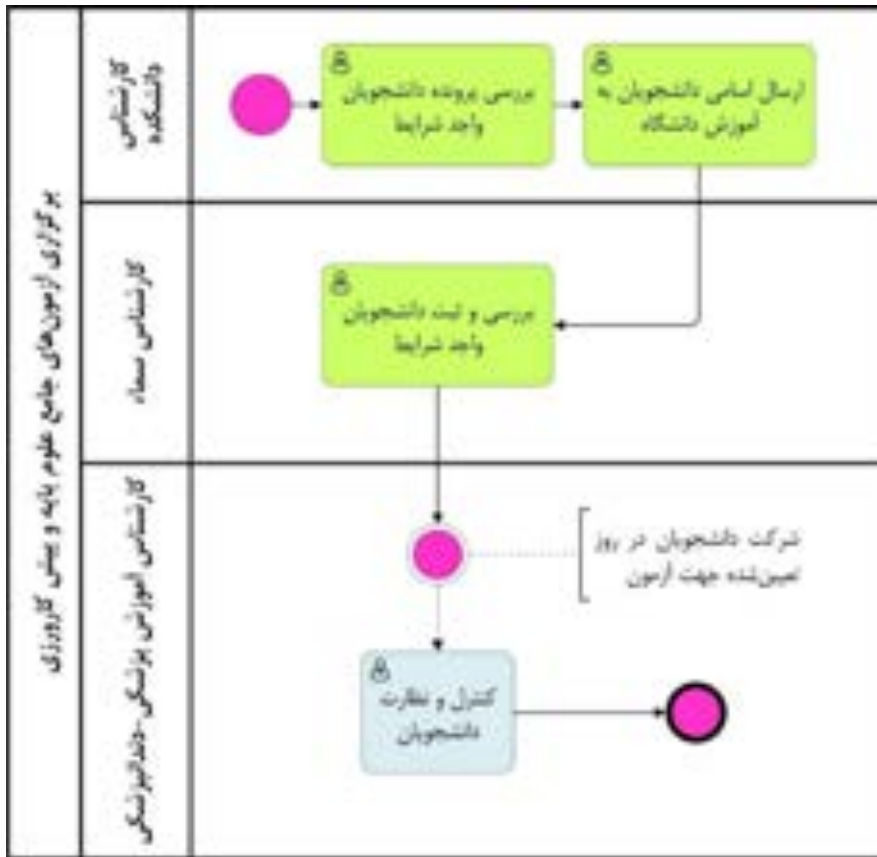 برگزاری آزمون‌های جامع علوم پایه و پیش کارورزی
کارشناس
دانشکده
بررسی پرونده دانشجویان
واجد شرایط
ارسال اسامی دانشجویان به
آموزش دانشگاه
کارشناس سماد
بررسی و ثبت دانشجویان
واجد شرایط
کارشناس آموزش پزشکی-دندانپزشکی
شرکت دانشجویان در روز
تعیین‌شده جهت آزمون
کنترل و نظارت
دانشجویان